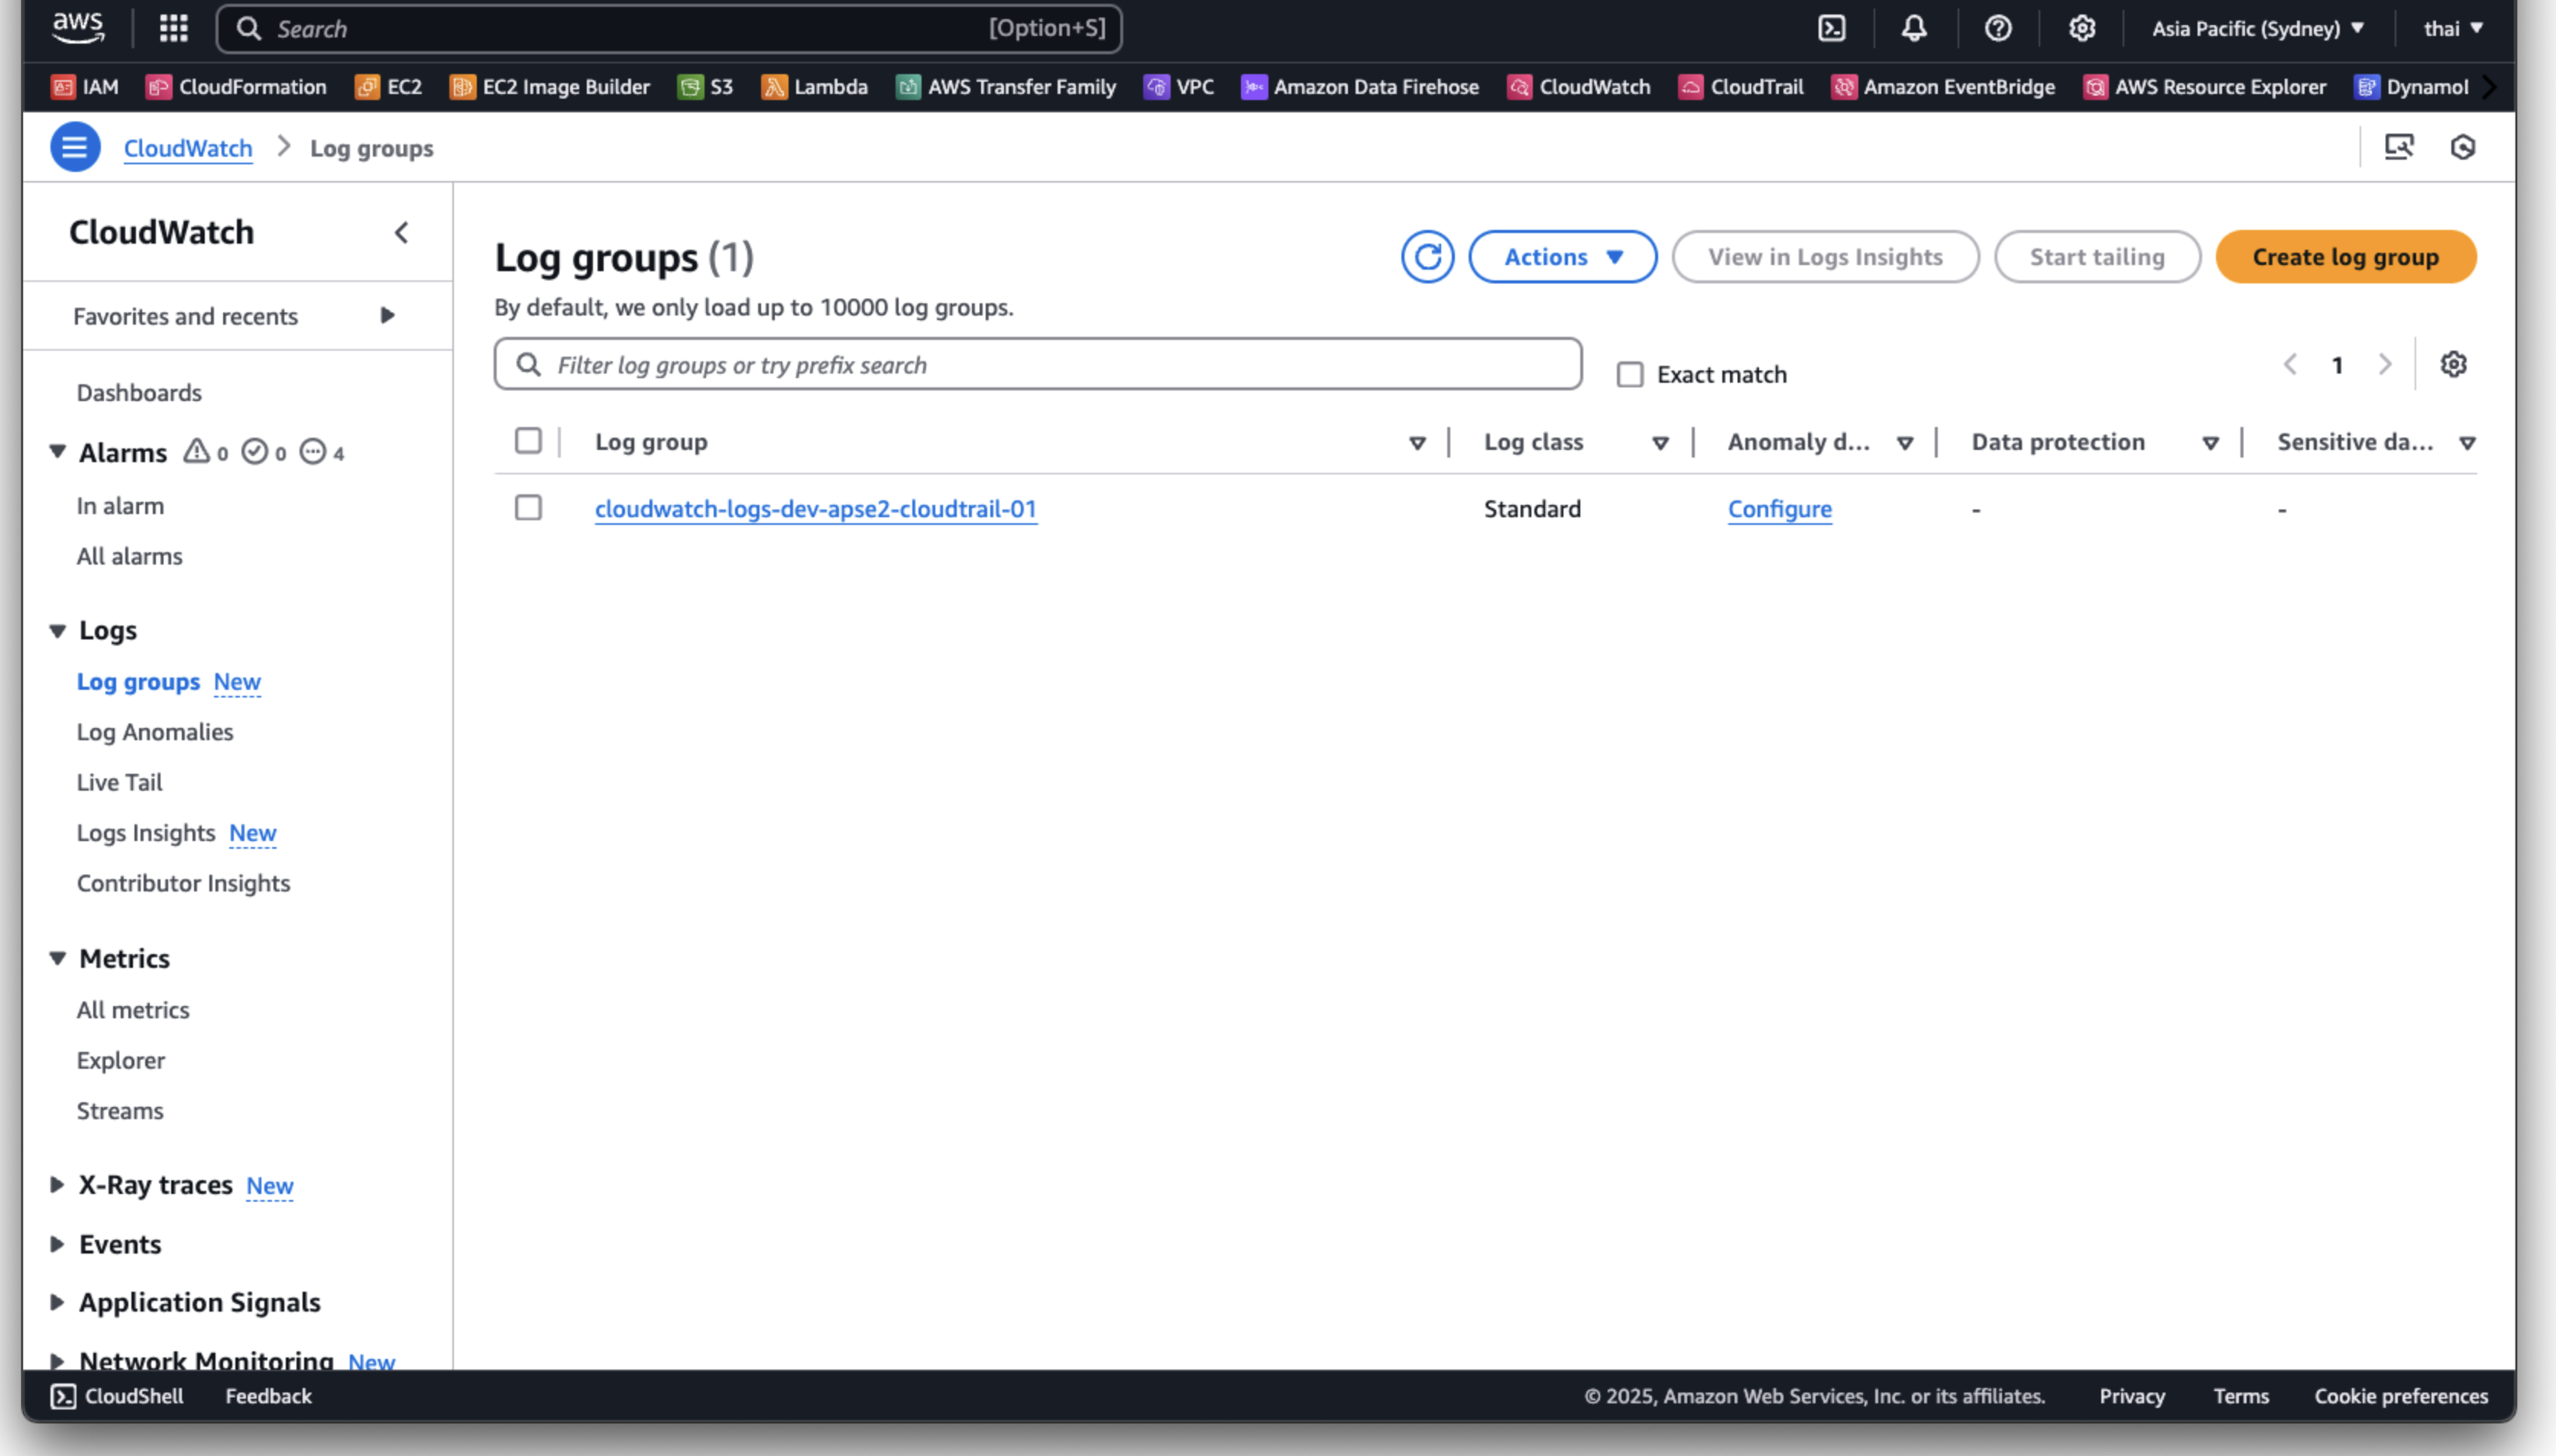 aws
Search [Option+S] Asia Pacific (Sydney) thai
IAM CloudFormation EC2 EC2 Image Builder S3 Lambda AWS Transfer Family VPC Amazon Data Firehose CloudWatch CloudTrail Amazon EventBridge AWS Resource Explorer Dynamol
CloudWatch Log groups
CloudWatch
Favorites and recents
Dashboards
Alarms 0 0 4
In alarm
All alarms
Logs
Log groups New
Log Anomalies
Live Tail
Logs Insights New
Contributor Insights
Metrics
All metrics
Explorer
Streams
X-Ray traces New
Events
Application Signals
Network Monitoring New
Log groups (1)
Actions View in Logs Insights Start tailing Create log group
By default, we only load up to 10000 log groups.
Filter log groups or try prefix search Exact match 1
Log group Log class Anomaly d... Data protection Sensitive da...
cloudwatch-logs-dev-apse2-cloudtrail-01 Standard Configure - -
CloudShell Feedback © 2025, Amazon Web Services, Inc. or its affiliates. Privacy Terms Cookie preferences